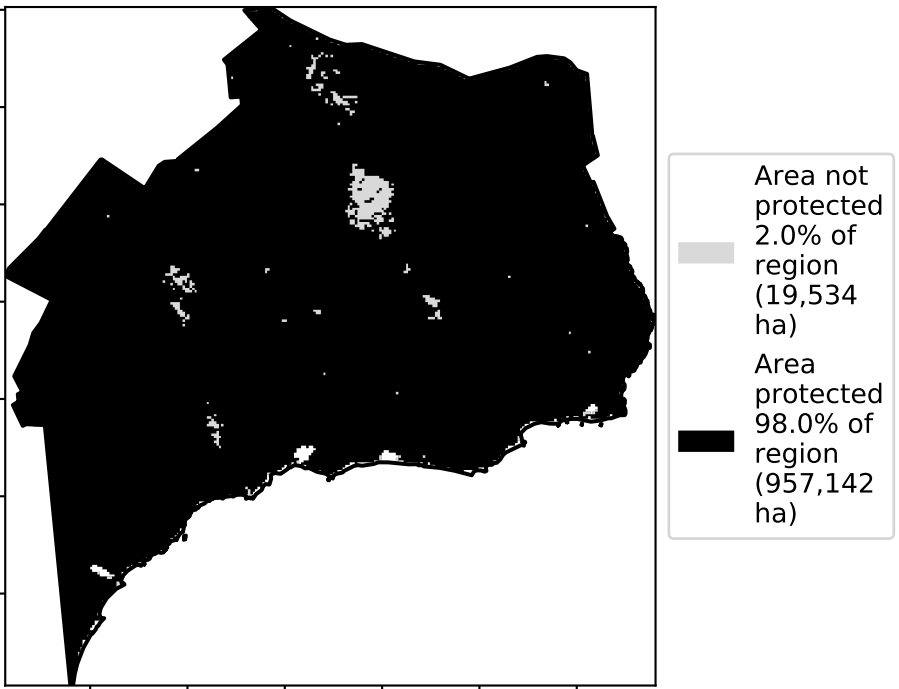 Area not
protected
2.0% of
region
(19,534
ha)
Area
protected
98.0% of
region
(957,142
ha)